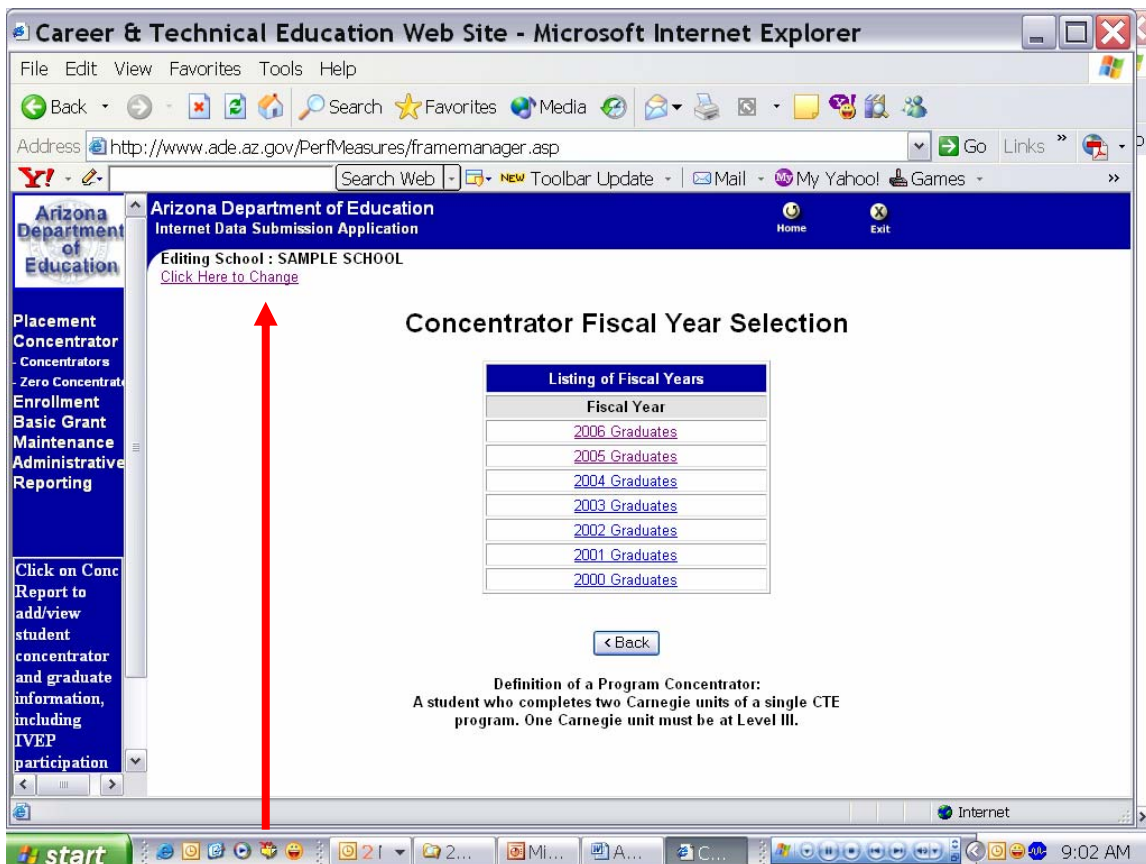 Career & Technical Education Web Site - Microsoft Internet Explorer
File Edit View Favorites Tools Help
Back Search Favorites Media
Address http://www.ade.az.gov/PerfMeasures/framemanager.asp Go Links »
Y! Search Web NEW Toolbar Update Mail My Yahoo! Games »
Arizona Department of Education
Arizona Department of Education
Internet Data Submission Application
Home Exit
Editing School : SAMPLE SCHOOL
Click Here to Change
Placement
Concentrator
- Concentrators
- Zero Concentrat
Enrollment
Basic Grant
Maintenance
Administrative
Reporting
Click on Conc
Report to
add/view
student
concentrator
and graduate
information,
including
IVEP
participation
Concentrator Fiscal Year Selection
Listing of Fiscal Years
Fiscal Year
2006 Graduates
2005 Graduates
2004 Graduates
2003 Graduates
2002 Graduates
2001 Graduates
2000 Graduates
< Back
Definition of a Program Concentrator:
A student who completes two Carnegie units of a single CTE
program. One Carnegie unit must be at Level III.
Internet
start 2... Mi... A... C... 9:02 AM